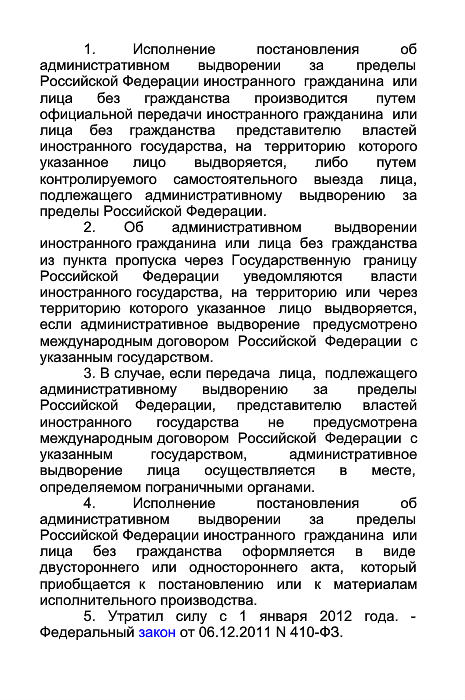 1. Исполнение постановления об
административном выдворении за пределы
Российской Федерации иностранного гражданина или
лица без гражданства производится путем
официальной передачи иностранного гражданина или
лица без гражданства представителю властей
иностранного государства, на территорию которого
указанное лицо выдворяется, либо путем
контролируемого самостоятельного выезда лица,
подлежащего административному выдворению за
пределы Российской Федерации.
2. Об административном выдворении
иностранного гражданина или лица без гражданства
из пункта пропуска через Государственную границу
Российской Федерации уведомляются власти
иностранного государства, на территорию или через
территорию которого указанное лицо выдворяется,
если административное выдворение предусмотрено
международным договором Российской Федерации с
указанным государством.
3. В случае, если передача лица, подлежащего
административному выдворению за пределы
Российской Федерации, представителю властей
иностранного государства не предусмотрена
международным договором Российской Федерации с
указанным государством, административное
выдворение лица осуществляется в месте,
определяемом пограничными органами.
4. Исполнение постановления об
административном выдворении за пределы
Российской Федерации иностранного гражданина или
лица без гражданства оформляется в виде
двустороннего или одностороннего акта, который
приобщается к постановлению или к материалам
исполнительного производства.
5. Утратил силу с 1 января 2012 года. -
Федеральный закон от 06.12.2011 N 410-ФЗ.